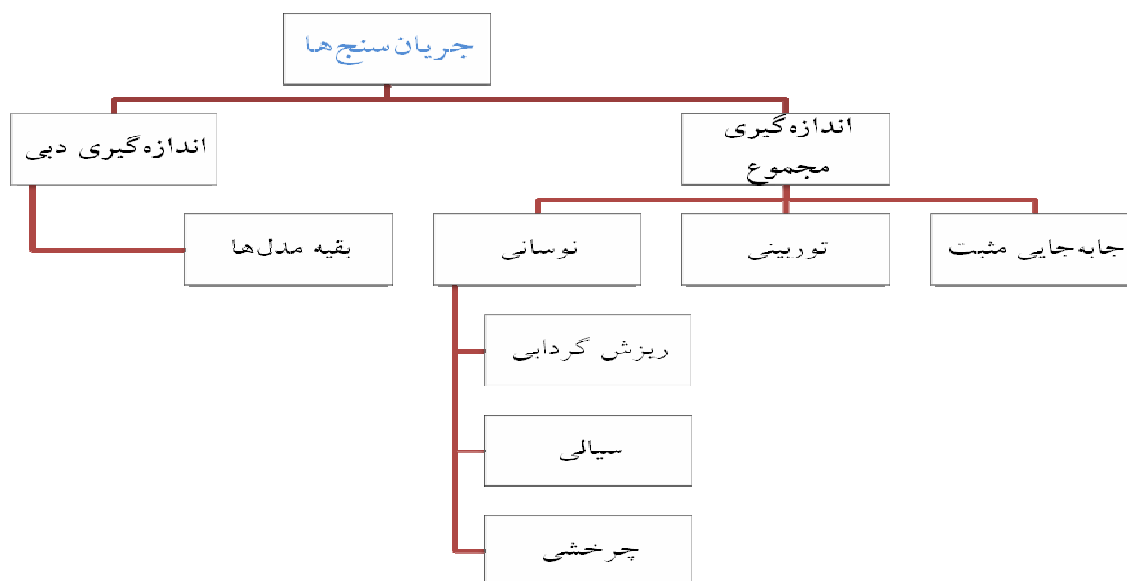 جریان‌سنج‌ها
اندازه‌گیری
مجموع
اندازه‌گیری دبی
جابه‌جایی مثبت
توربینی
نوسانی
بقیه مدل‌ها
ریزش گردابی
سیالی
چرخشی